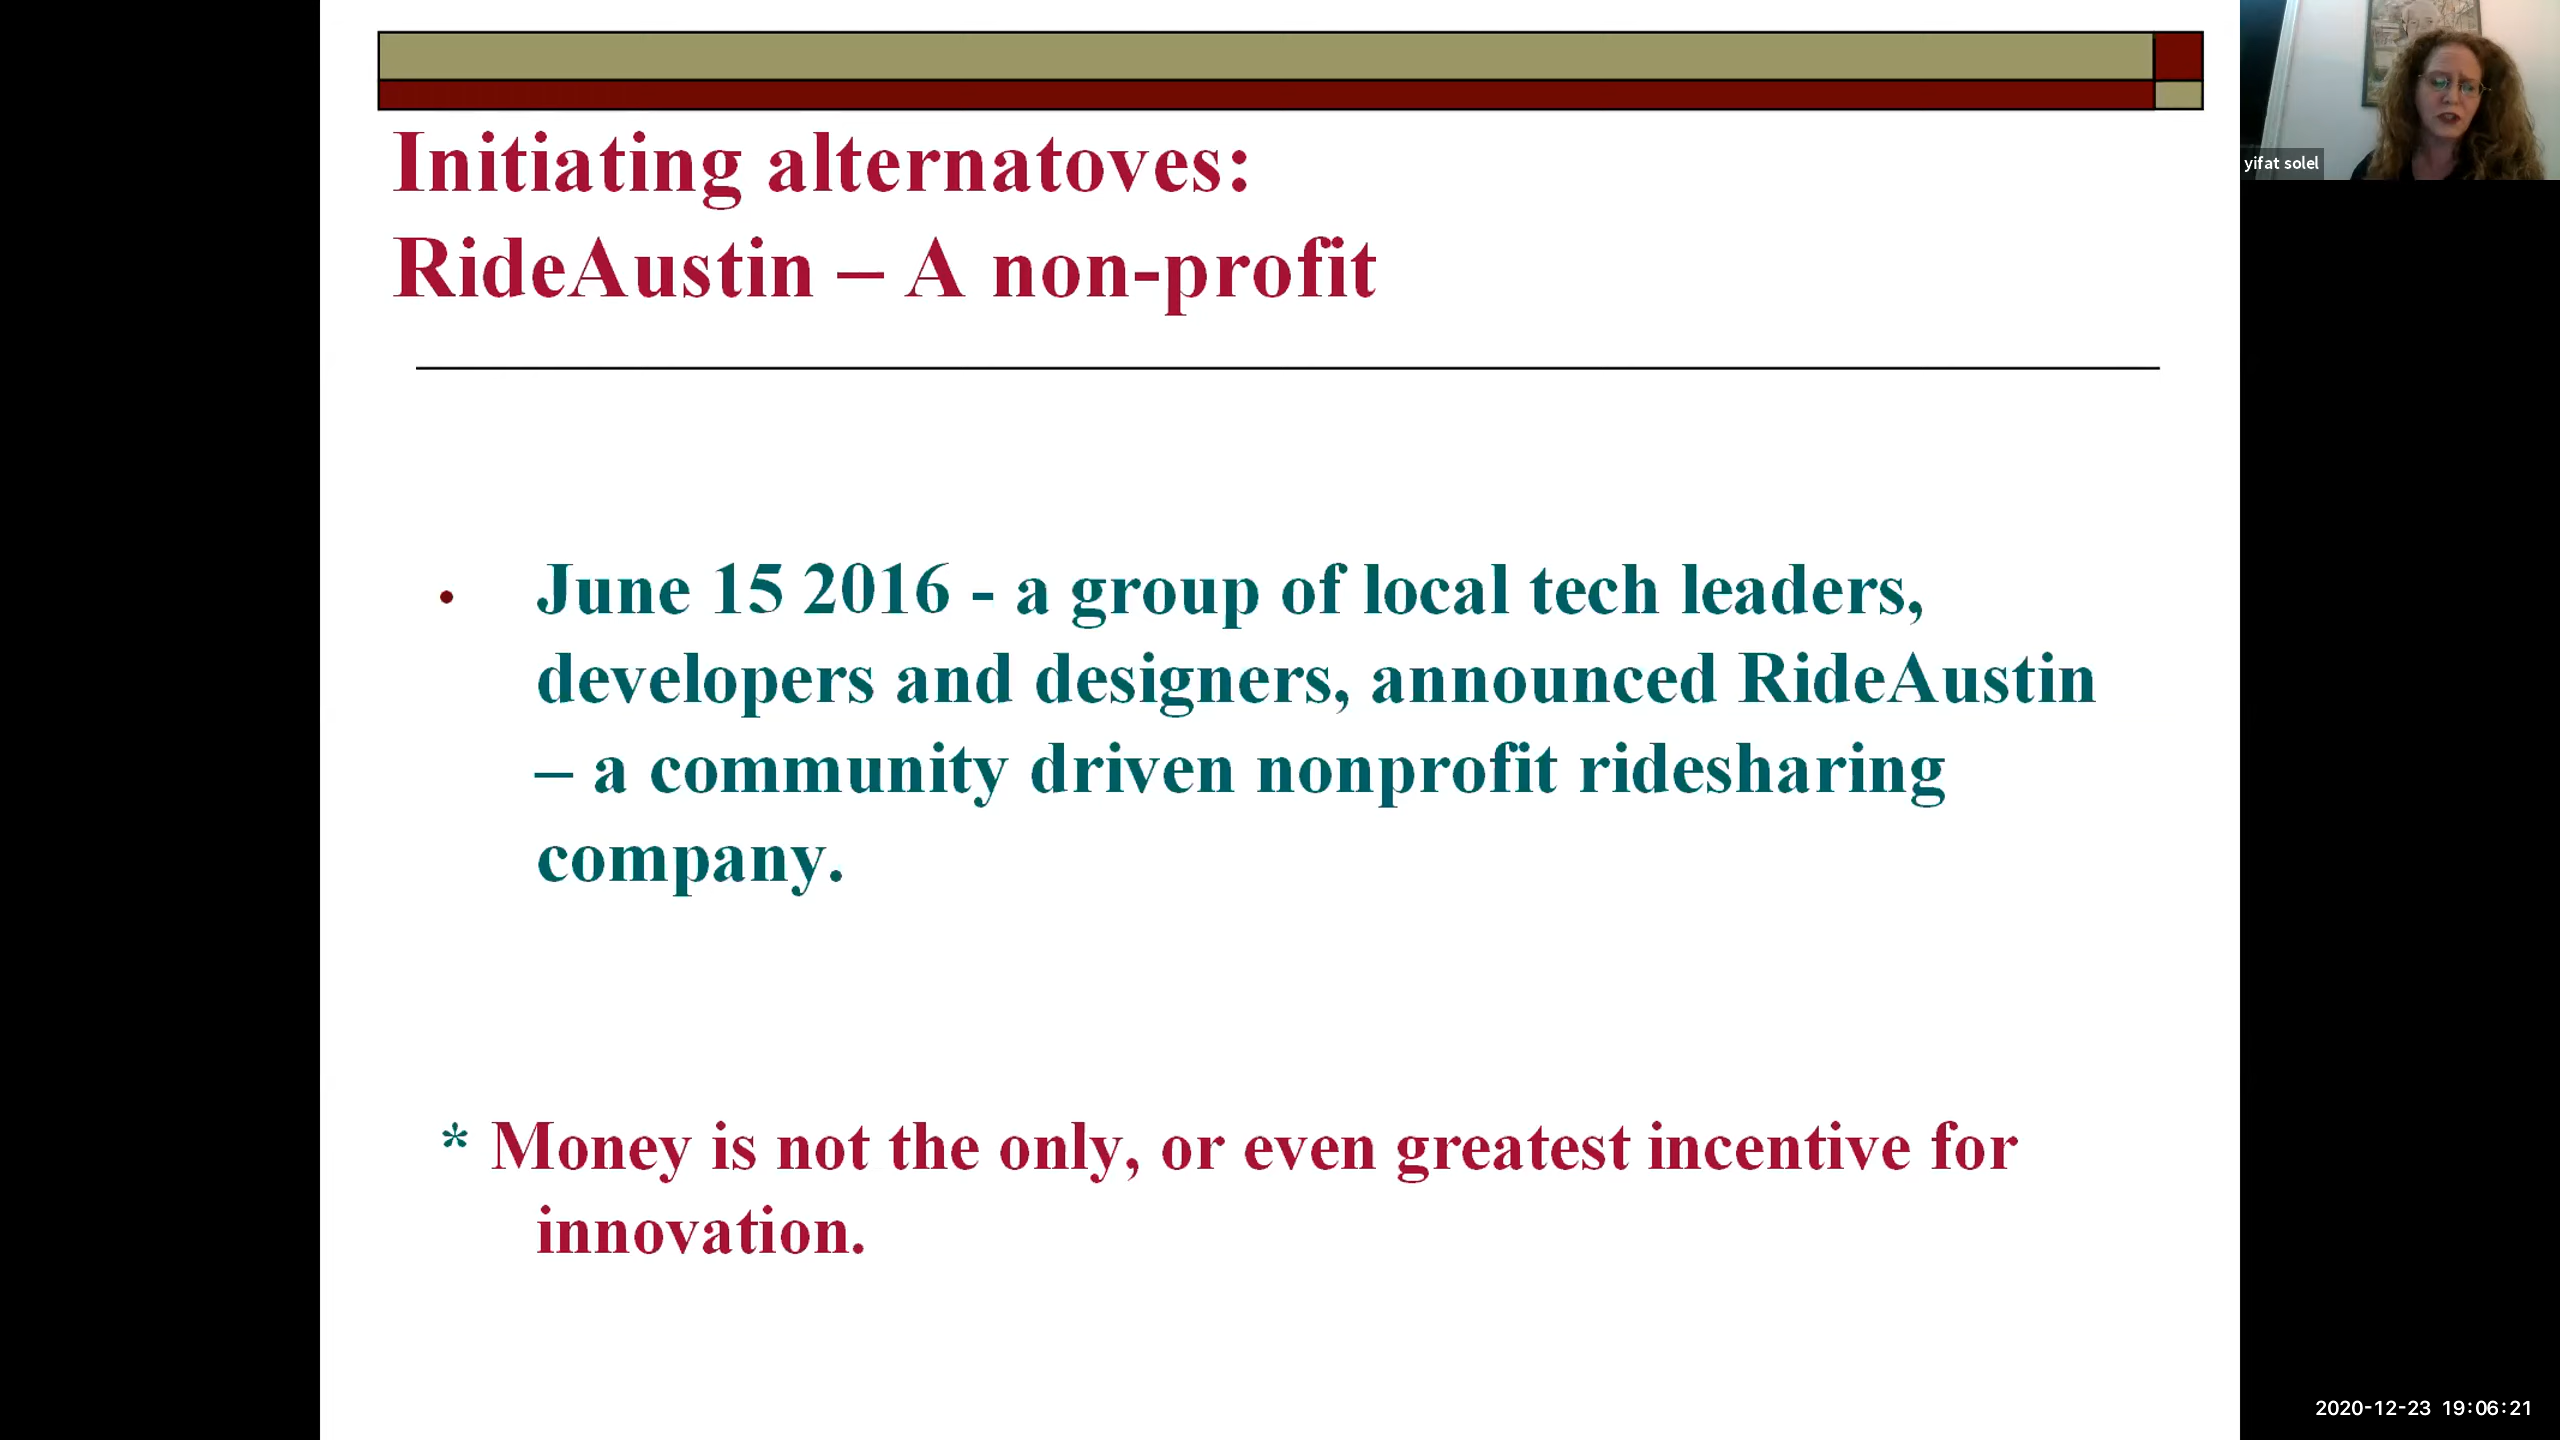 Initiating alternatoves:
RideAustin – A non-profit
• June 15 2016 - a group of local tech leaders,
developers and designers, announced RideAustin
– a community driven nonprofit ridesharing
company.
* Money is not the only, or even greatest incentive for
innovation.
yifat solel
2020-12-23 19:06:21